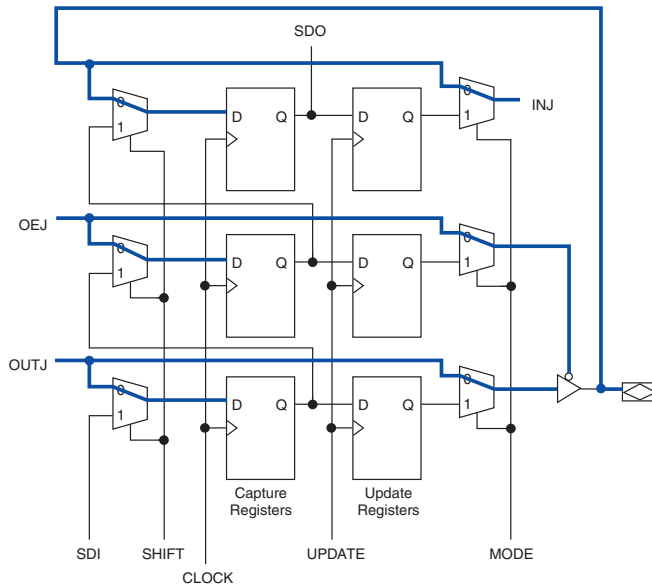 SDO
0
1
D Q
D Q
0
1
INJ
OEJ
0
1
D Q
D Q
0
1
OUTJ
0
1
D Q
D Q
0
1
Capture
Registers
Update
Registers
SDI
SHIFT
CLOCK
UPDATE
MODE